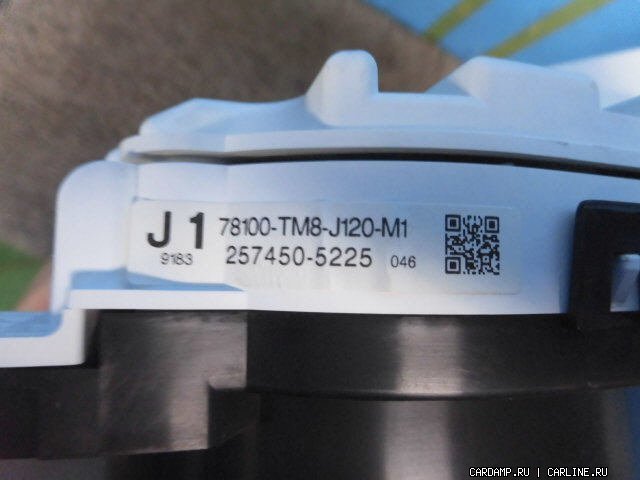 J 1 78100-TM8-J120-M1
9183 257450-5225 046
CARDAMP.RU | CARLINE.RU